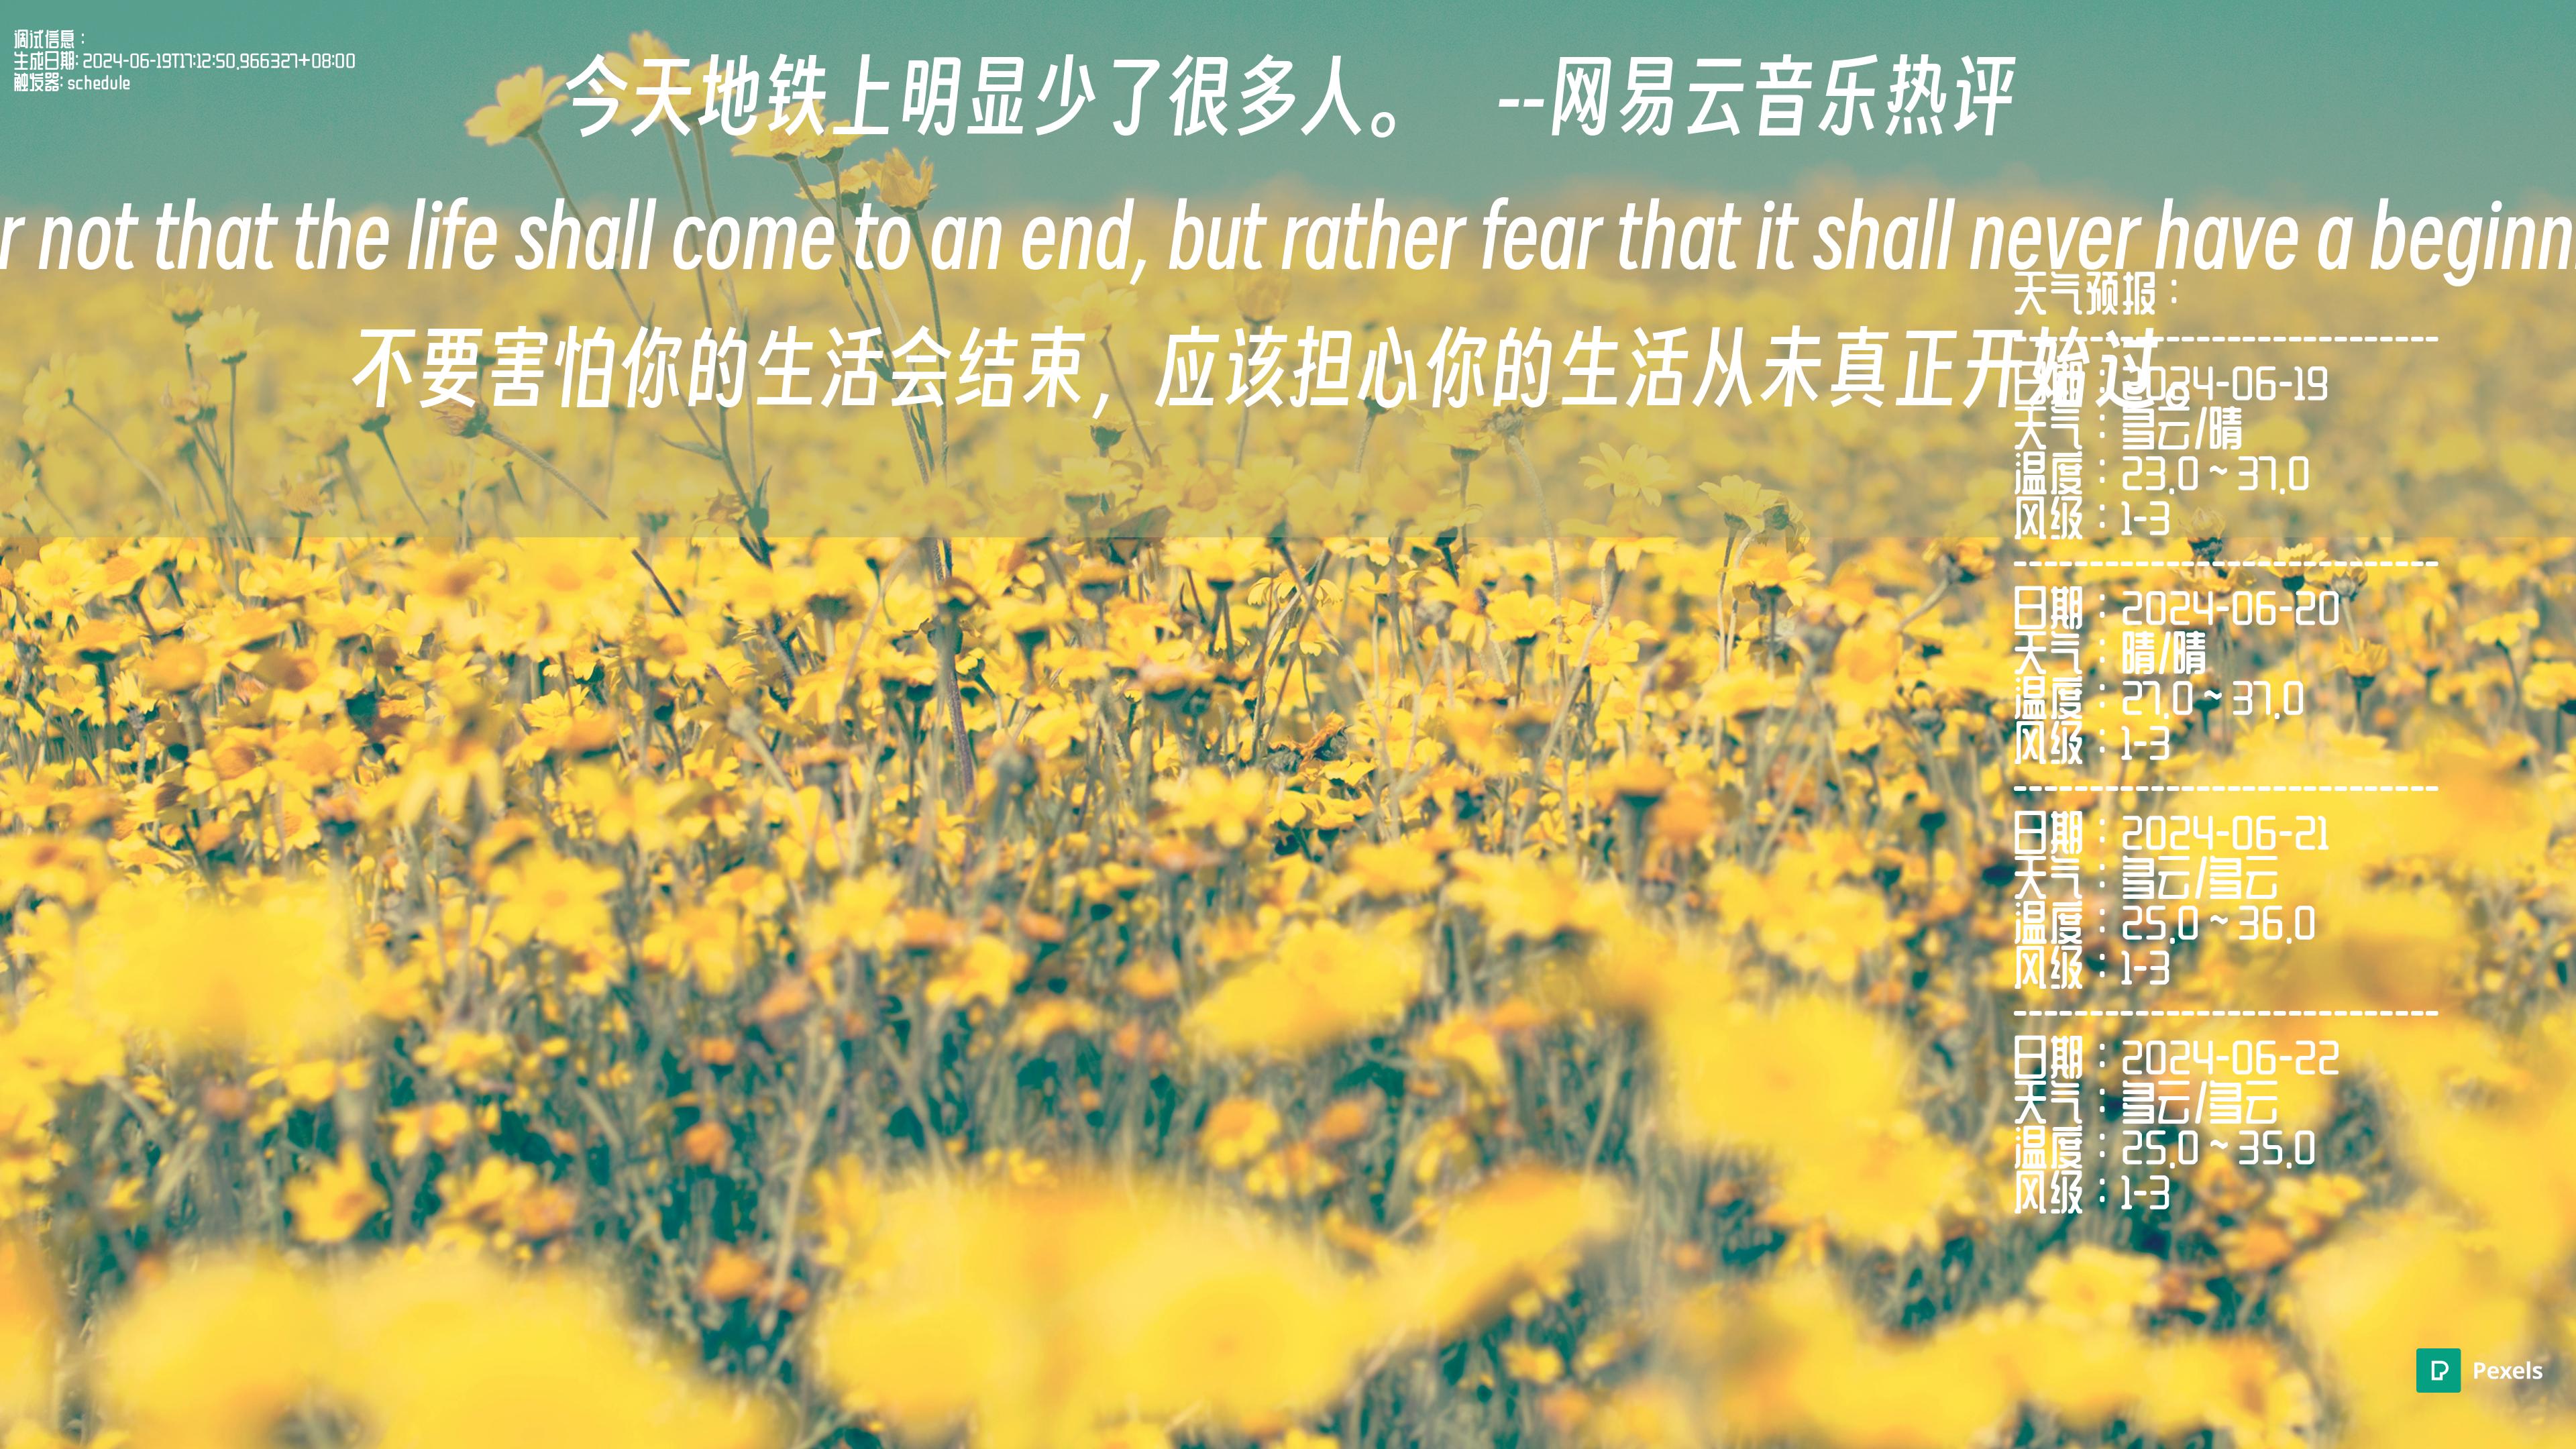 调试信息：
生成日期: 2024-06-19T17:12:50.966327+08:00
触发器: schedule
今天地铁上明显少了很多人。 --网易云音乐热评
r not that the life shall come to an end, but rather fear that it shall never have a beginn
不要害怕你的生活会结束，应该担心你的生活从未真正开始过。
天气预报：
------------------------------
日期：2024-06-19
天气：多云/晴
温度：23.0 ~ 37.0
风级：1-3
------------------------------
日期：2024-06-20
天气：晴/晴
温度：27.0 ~ 37.0
风级：1-3
------------------------------
日期：2024-06-21
天气：多云/多云
温度：25.0 ~ 36.0
风级：1-3
------------------------------
日期：2024-06-22
天气：多云/多云
温度：25.0 ~ 35.0
风级：1-3
Pexels